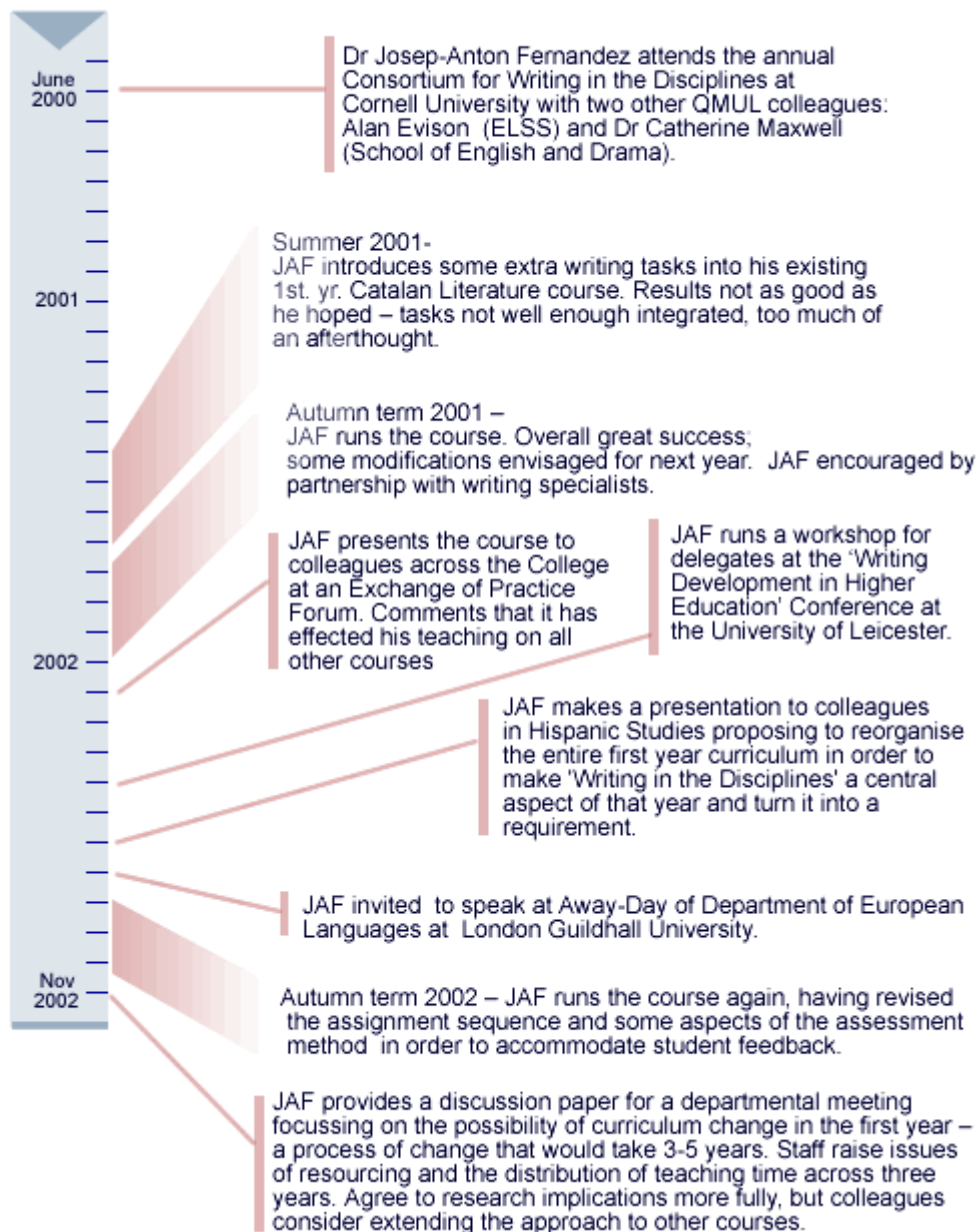 June
2000
Dr Josep-Anton Fernandez attends the annual
Consortium for Writing in the Disciplines at
Cornell University with two other QMUL colleagues:
Alan Evison (ELSS) and Dr Catherine Maxwell
(School of English and Drama).
Summer 2001-
JAF introduces some extra writing tasks into his existing
1st. yr. Catalan Literature course. Results not as good as
he hoped – tasks not well enough integrated, too much of
an afterthought.
2001
Autumn term 2001 –
JAF runs the course. Overall great success;
some modifications envisaged for next year. JAF encouraged by
partnership with writing specialists.
JAF presents the course to
colleagues across the College
at an Exchange of Practice
Forum. Comments that it has
effected his teaching on all
other courses
JAF runs a workshop for
delegates at the ‘Writing
Development in Higher
Education’ Conference at
the University of Leicester.
2002
JAF makes a presentation to colleagues
in Hispanic Studies proposing to reorganise
the entire first year curriculum in order to
make 'Writing in the Disciplines' a central
aspect of that year and turn it into a
requirement.
JAF invited to speak at Away-Day of Department of European
Languages at London Guildhall University.
Nov
2002
Autumn term 2002 – JAF runs the course again, having revised
the assignment sequence and some aspects of the assessment
method in order to accommodate student feedback.
JAF provides a discussion paper for a departmental meeting
focussing on the possibility of curriculum change in the first year –
a process of change that would take 3-5 years. Staff raise issues
of resourcing and the distribution of teaching time across three
years. Agree to research implications more fully, but colleagues
consider extending the approach to other courses.